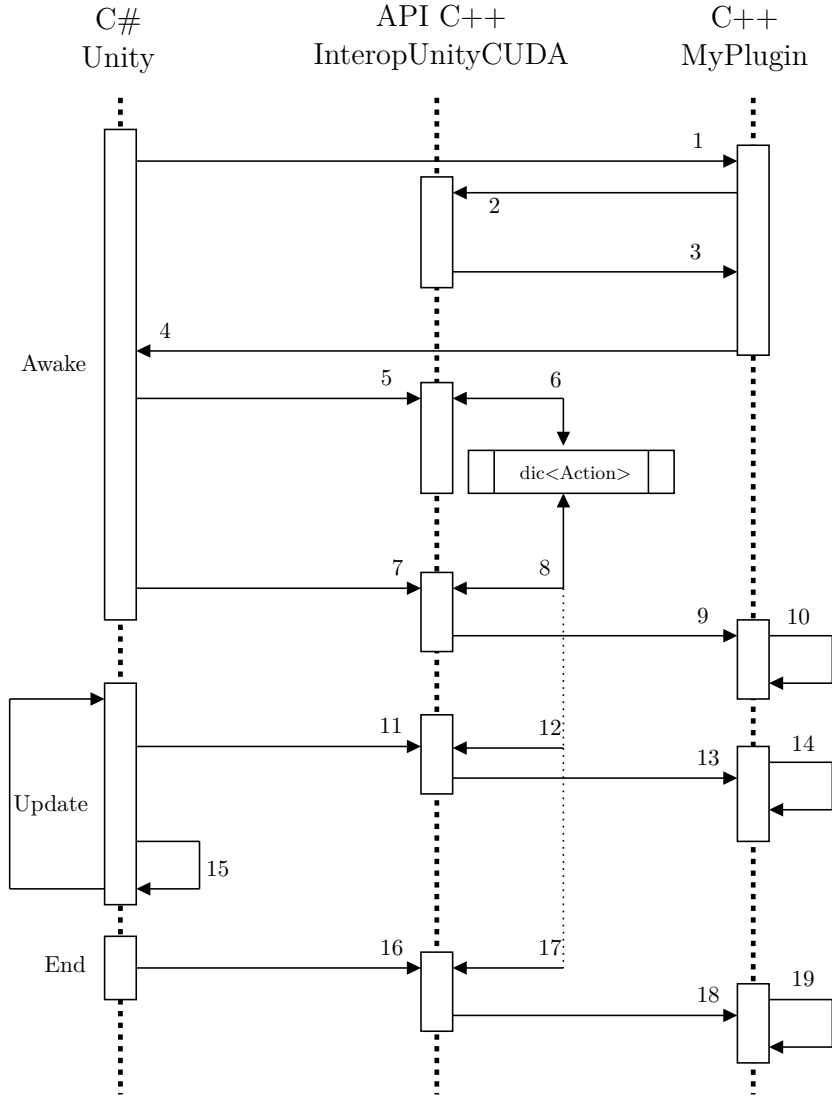 C#
Unity
API C++
InteropUnityCUDA
C++
MyPlugin
1
2
3
4
Awake
5
6
dic<Action>
7
8
9
10
11
12
13
14
Update
15
End
16
17
18
19